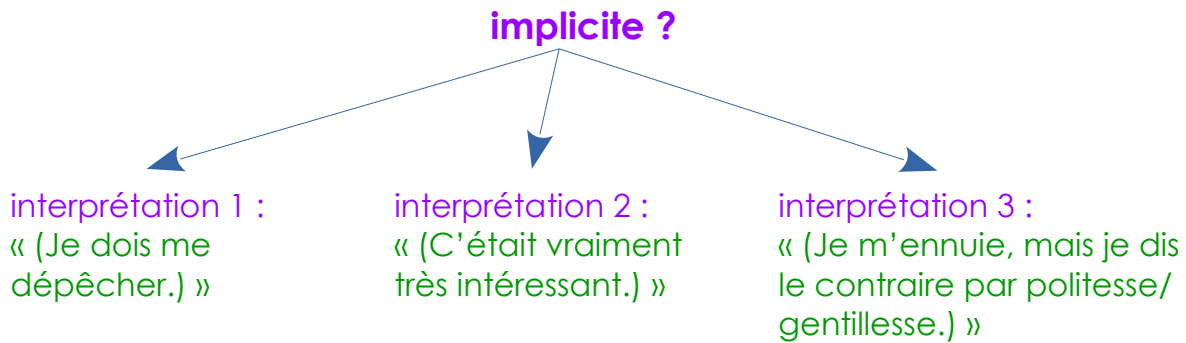 implicite ?
interprétation 1 :
« (Je dois me
dépêcher.) »
interprétation 2 :
« (C’était vraiment
très intéressant.) »
interprétation 3 :
« (Je m’ennuie, mais je dis
le contraire par politesse/
gentillesse.) »